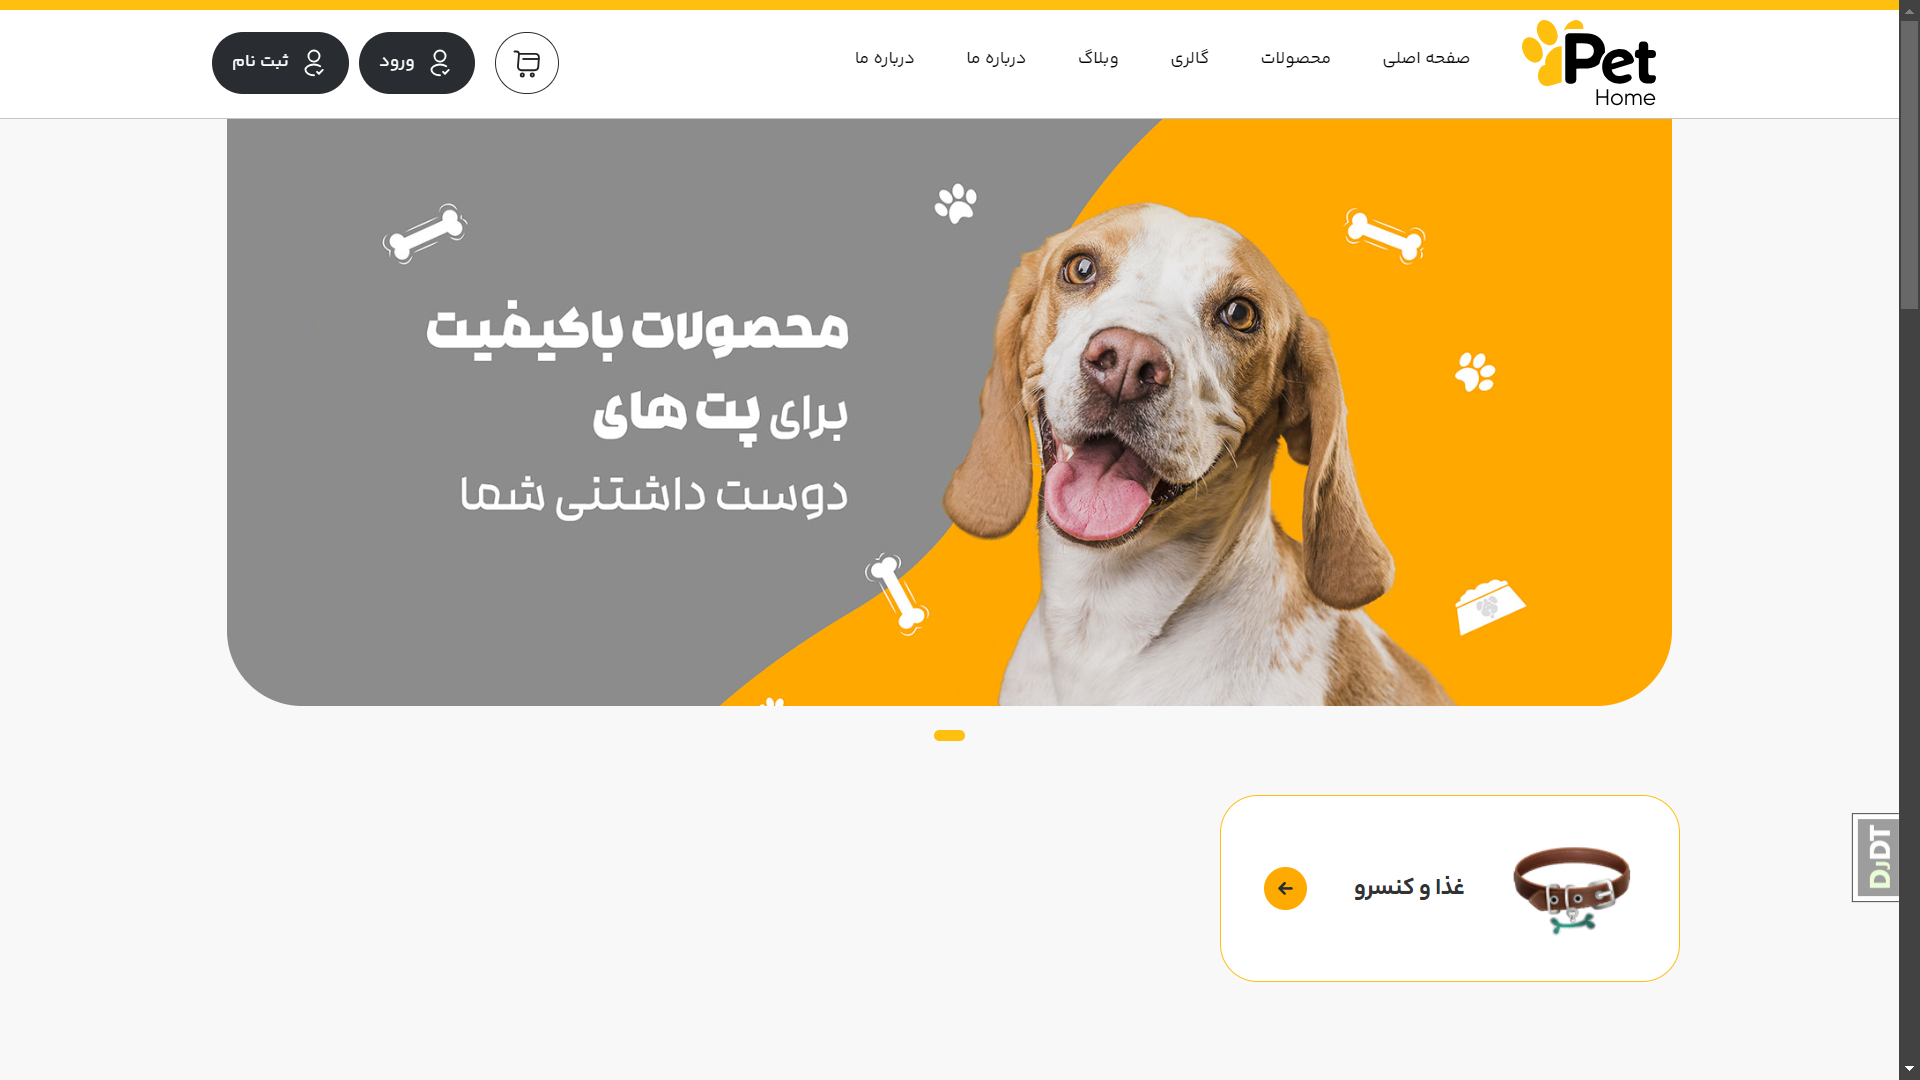 Pet
Home
صفحه اصلی
محصولات
گالری
وبلاگ
درباره ما
درباره ما
ورود
ثبت نام
محصولات باکیفیت
برای پت های
دوست داشتنی شما
غذا و کنسرو
DJDT